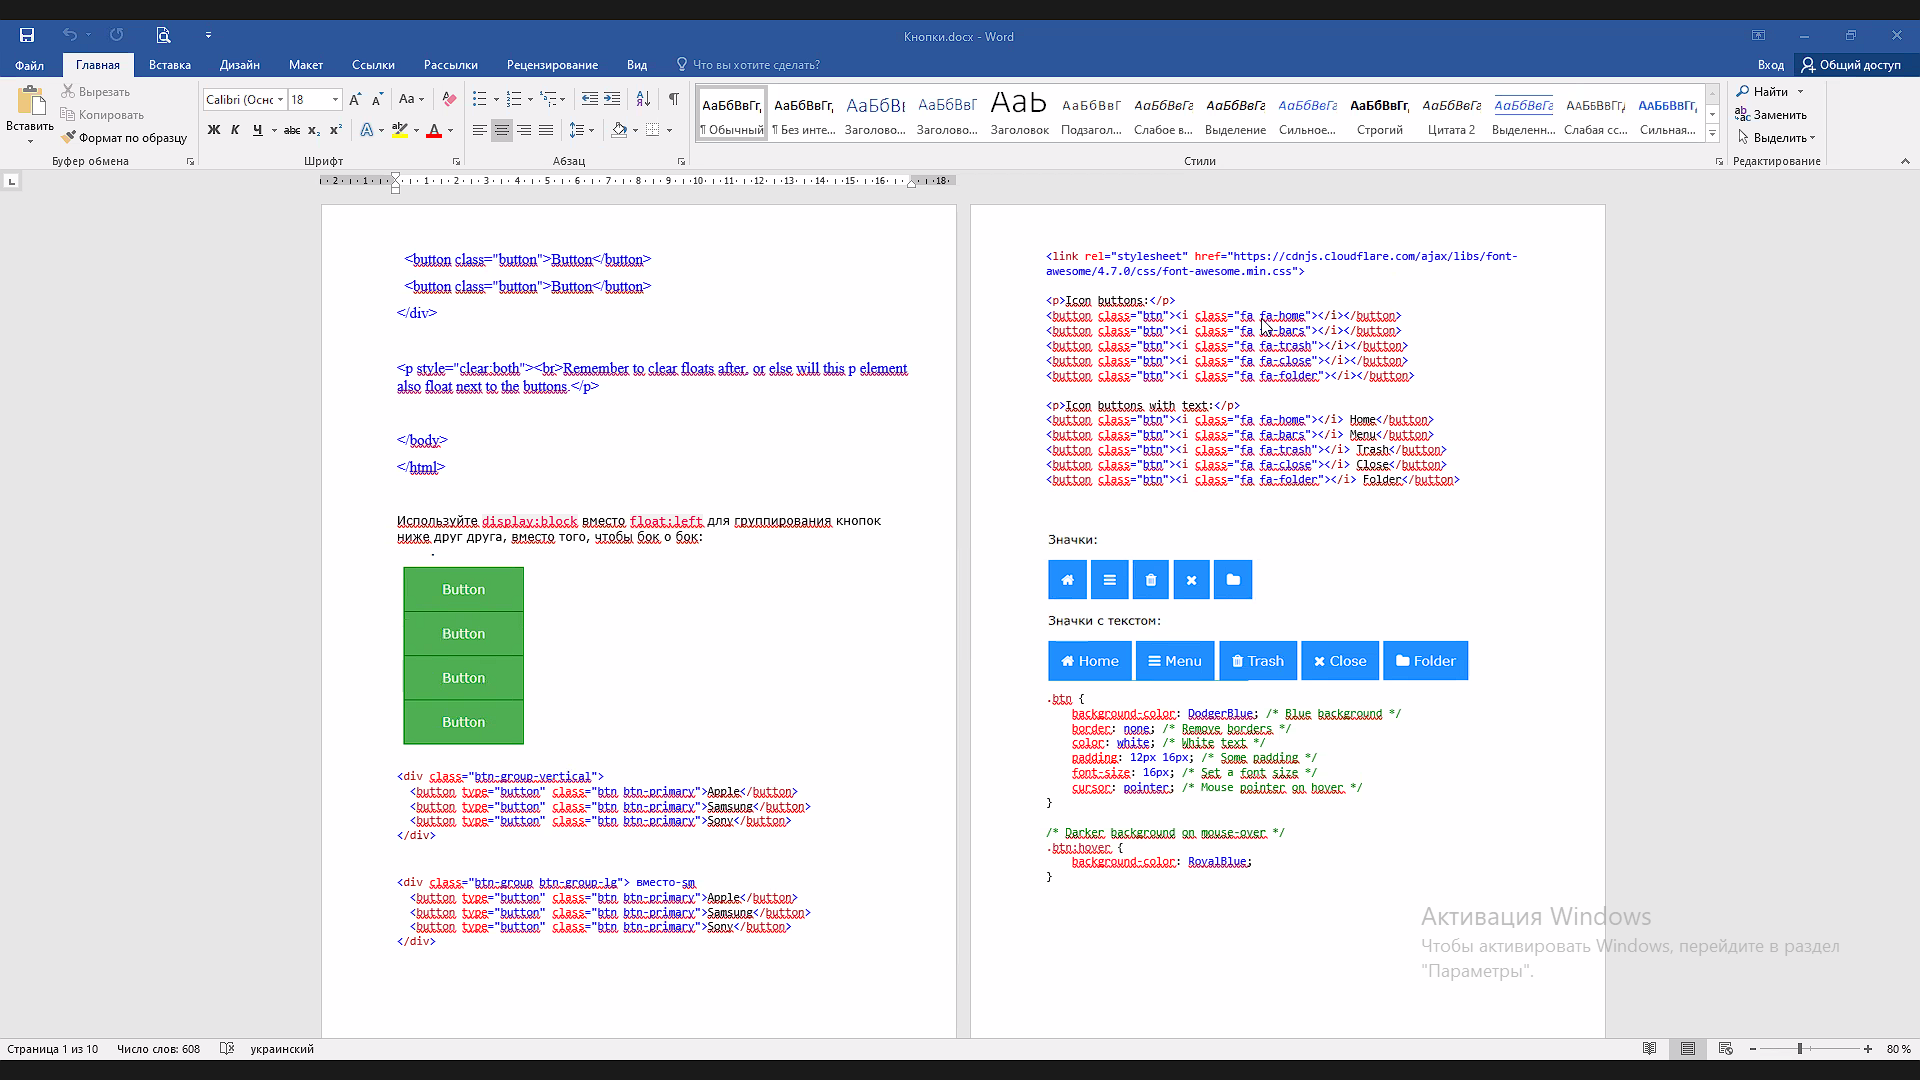 Кнопки.docx - Word
Файл
Главная
Вставка
Дизайн
Макет
Ссылки
Рассылки
Рецензирование
Вид
Что вы хотите сделать?
Вход
Общий доступ
Вставить
Вырезать
Копировать
Формат по образцу
Буфер обмена
Calibri (Оснс
18
Шрифт
Абзац
АаБбВвГг, АаБбВвГг, АаБбВі АаБбВвГ АаЬ АаБбВвГ АаБбВвГг АаБбВвГг АаБбВвГг АаБбВвГг, АаБбВвГг АаБбВвГг АаБбВвГг, АаБбВвГг,
¶ Обычный
¶ Без инте...
Заголово...
Заголово...
Заголовок
Подзагол...
Слабое в...
Выделение
Сильное...
Строгий
Цитата 2
Выделенн...
Слабая сс...
Сильная...
Стили
Найти
Заменить
Выделить
Редактирование
<button class="button">Button</button>
<button class="button">Button</button>
</div>
<p style="clear:both"><br>Remember to clear floats after, or else will this p element
also float next to the buttons.</p>
</body>
</html>
Используйте display:block вместо float:left для группирования кнопок
ниже друг друга, вместо того, чтобы бок о бок:
Button
Button
Button
Button
<div class="btn-group-vertical">
<button type="button" class="btn btn-primary">Apple</button>
<button type="button" class="btn btn-primary">Samsung</button>
<button type="button" class="btn btn-primary">Sony</button>
</div>
<div class="btn-group btn-group-lg"> вместо-sm
<button type="button" class="btn btn-primary">Apple</button>
<button type="button" class="btn btn-primary">Samsung</button>
<button type="button" class="btn btn-primary">Sony</button>
</div>
<link rel="stylesheet" href="https://cdnjs.cloudflare.com/ajax/libs/font-
awesome/4.7.0/css/font-awesome.min.css">
<p>Icon buttons:</p>
<button class="btn"><i class="fa fa-home"></i></button>
<button class="btn"><i class="fa fa-bars"></i></button>
<button class="btn"><i class="fa fa-trash"></i></button>
<button class="btn"><i class="fa fa-close"></i></button>
<button class="btn"><i class="fa fa-folder"></i></button>
<p>Icon buttons with text:</p>
<button class="btn"><i class="fa fa-home"></i> Home</button>
<button class="btn"><i class="fa fa-bars"></i> Menu</button>
<button class="btn"><i class="fa fa-trash"></i> Trash</button>
<button class="btn"><i class="fa fa-close"></i> Close</button>
<button class="btn"><i class="fa fa-folder"></i> Folder</button>
Значки:
Значки с текстом:
Home Menu Trash Close Folder
.btn {
background-color: DodgerBlue; /* Blue background */
border: none; /* Remove borders */
color: white; /* White text */
padding: 12px 16px; /* Some padding */
font-size: 16px; /* Set a font size */
cursor: pointer; /* Mouse pointer on hover */
}
/* Darker background on mouse-over */
.btn:hover {
background-color: RoyalBlue;
}
Активация Windows
Чтобы активировать Windows, перейдите в раздел
"Параметры".
Страница 1 из 10
Число слов: 608
украинский
80 %